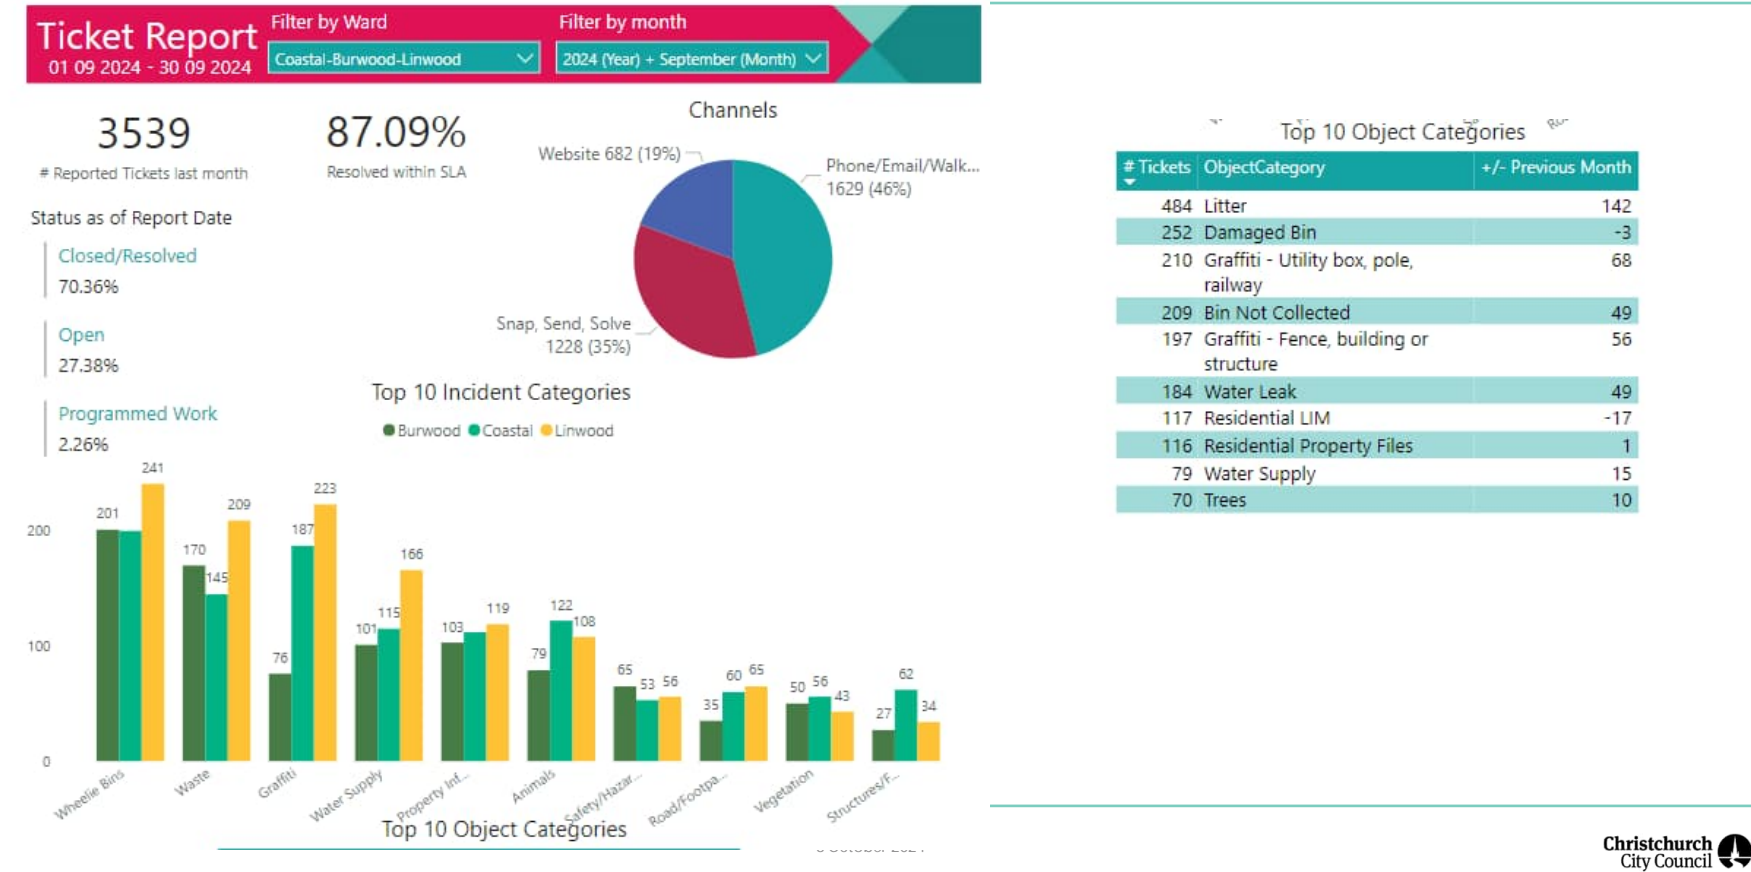 Ticket Report
01 09 2024 - 30 09 2024
Filter by Ward
Coastal-Burwood-Linwood
Filter by month
2024 (Year) + September (Month)
3539
# Reported Tickets last month
87.09%
Resolved within SLA
Status as of Report Date
Closed/Resolved
70.36%
Open
27.38%
Programmed Work
2.26%
Channels
Website 682 (19%)
Phone/Email/Walk...
1629 (46%)
Snap, Send, Solve
1228 (35%)
Top 10 Incident Categories
Burwood Coastal Linwood
200
100
0
201
241
170
145
209
76
187
223
101
115
166
103
119
79
122
108
65
53
56
35
60
65
50
56
43
27
62
34
Wheelie Bins
Waste
Graffiti
Water Supply
Property Inf...
Animals
Safety/Hazar...
Road/Footpa...
Vegetation
Structures/F...
Top 10 Object Categories
Top 10 Object Categories
# Tickets ObjectCategory +/- Previous Month
484 Litter 142
252 Damaged Bin -3
210 Graffiti - Utility box, pole, 68
railway
209 Bin Not Collected 49
197 Graffiti - Fence, building or 56
structure
184 Water Leak 49
117 Residential LIM -17
116 Residential Property Files 1
79 Water Supply 15
70 Trees 10
Christchurch
City Council